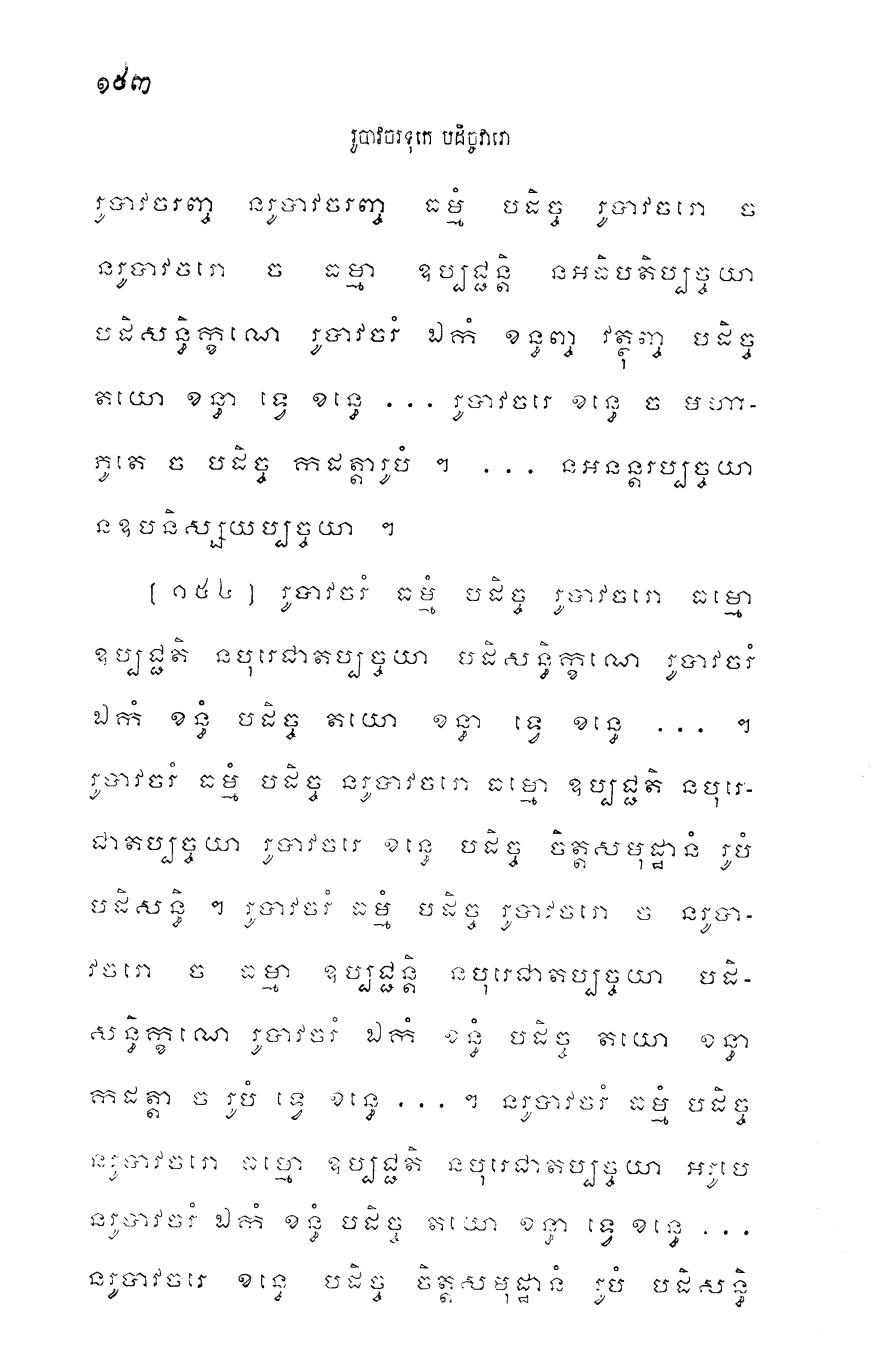 ១៥៣
រូបាវចរទុកេ បដិច្ចវារោ
រូបាវចរញ្ច នរូបាវចរញ្ច ធម្មំ បដិច្ច រូបាវចរោ ច
នរូបាវចរោ ច ធម្មា ឧប្បជ្ជន្តិ នអធិបតិប្បច្ចយា
បដិសន្ធិក្ខណេ រូបាវចរំ ឯកំ ខន្ធញ្ច វត្ថុញ្ច បដិច្ច
តយោ ខន្ធា ទ្វេ ខន្ធេ ... រូបាវចរេ ខន្ធេ ច មហា-
ភូតេ ច បដិច្ច កដត្តារូបំ ។ ... នអនន្តរប្បច្ចយា
នឧបនិស្សយប្បច្ចយា ។
[១៥៤] រូបាវចរំ ធម្មំ បដិច្ច រូបាវចរោ ធម្មោ
ឧប្បជ្ជតិ នបុរេជាតប្បច្ចយា បដិសន្ធិក្ខណេ រូបាវចរំ
ឯកំ ខន្ធំ បដិច្ច តយោ ខន្ធា ទ្វេ ខន្ធេ ... ។
រូបាវចរំ ធម្មំ បដិច្ច នរូបាវចរោ ធម្មោ ឧប្បជ្ជតិ នបុរេ-
ជាតប្បច្ចយា រូបាវចរេ ខន្ធេ បដិច្ច ចិត្តសមុដ្ឋានំ រូបំ
បដិសន្ធិ ។ រូបាវចរំ ធម្មំ បដិច្ច រូបាវចរោ ច នរូបា-
វចរោ ច ធម្មា ឧប្បជ្ជន្តិ នបុរេជាតប្បច្ចយា បដិ-
សន្ធិក្ខណេ រូបាវចរំ ឯកំ ខន្ធំ បដិច្ច តយោ ខន្ធា
កដត្តា ច រូបំ ទ្វេ ខន្ធេ ... ។ នរូបាវចរំ ធម្មំ បដិច្ច
នរូបាវចរោ ធម្មោ ឧប្បជ្ជតិ នបុរេជាតប្បច្ចយា អរូបេ
នរូបាវចរំ ឯកំ ខន្ធំ បដិច្ច តយោ ខន្ធា ទ្វេ ខន្ធេ ...
នរូបាវចរេ ខន្ធេ បដិច្ច ចិត្តសមុដ្ឋានំ រូបំ បដិសន្ធិ